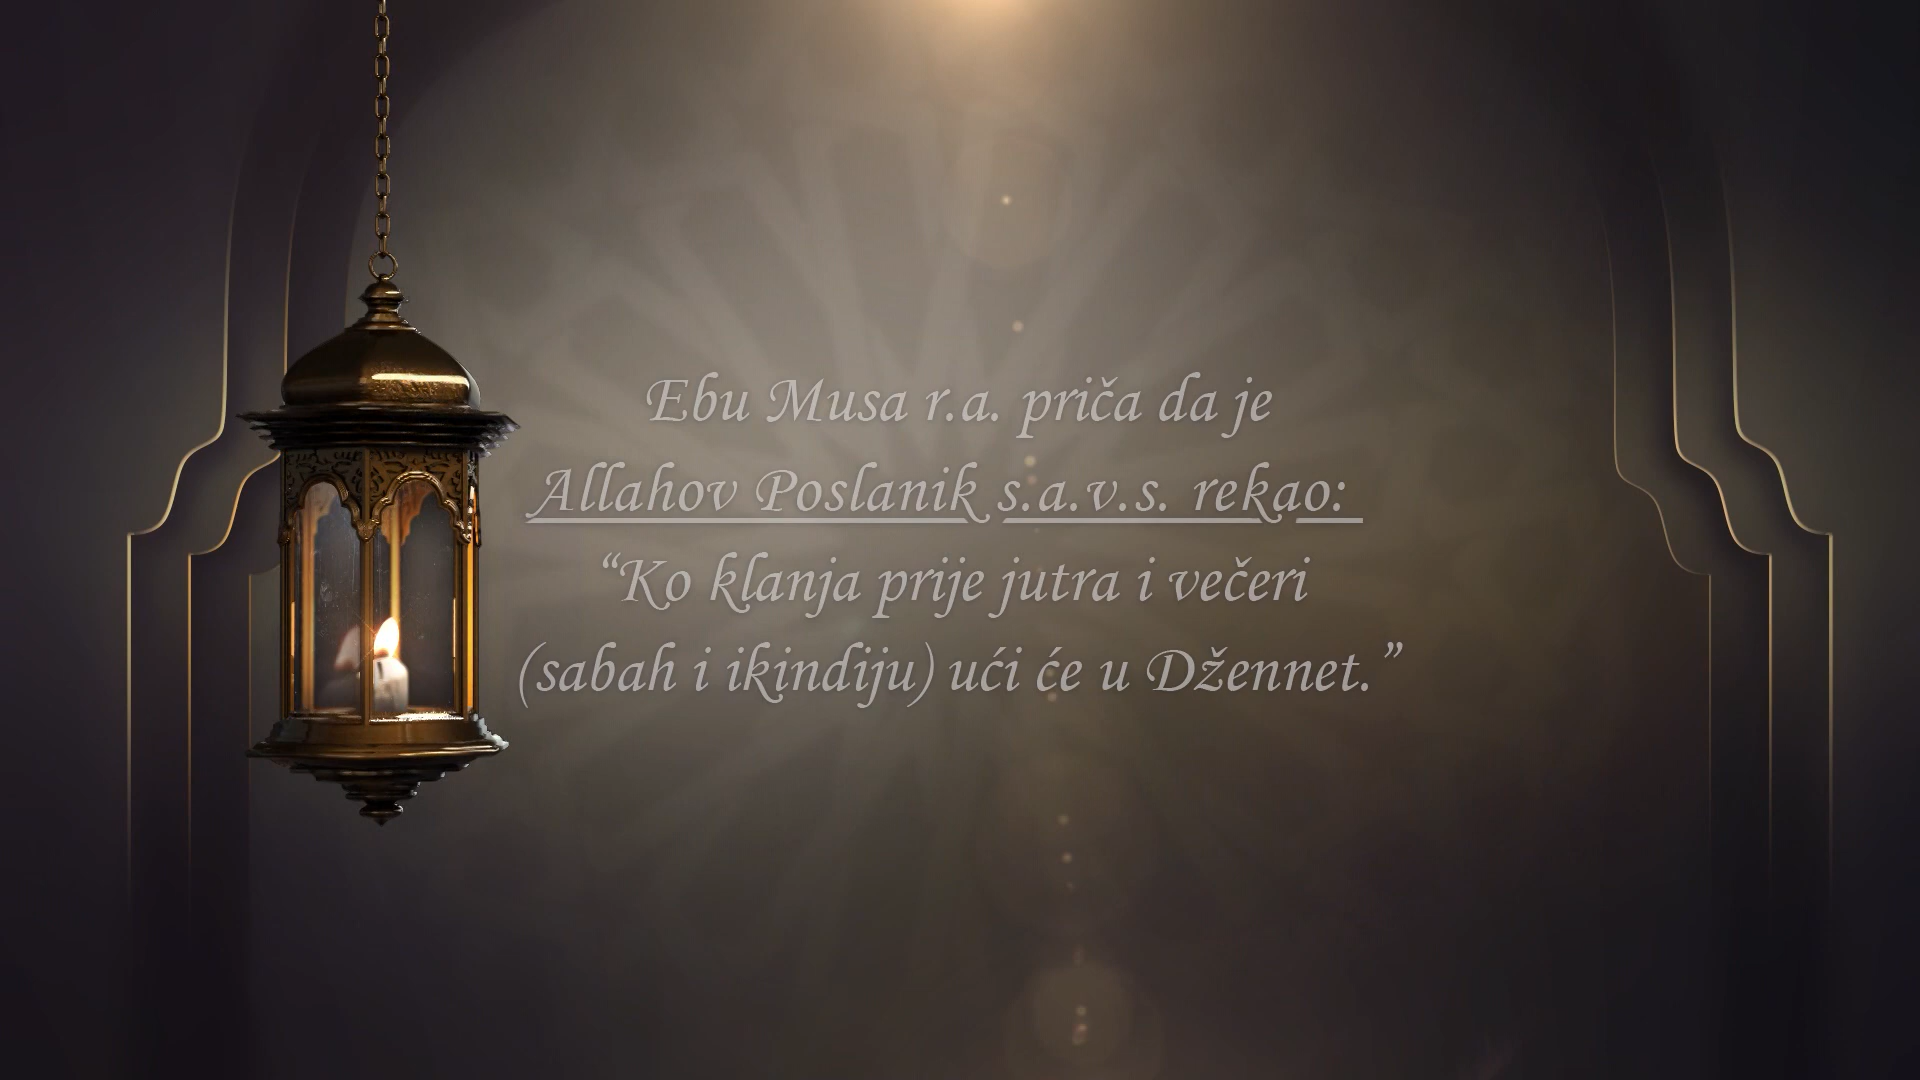 Ebu Musa r.a. priča da je
Allahov Poslanik s.a.v.s. rekao:
“Ko klanja prije jutra i večeri
(sabah i ikindiju) ući će u Džennet.”